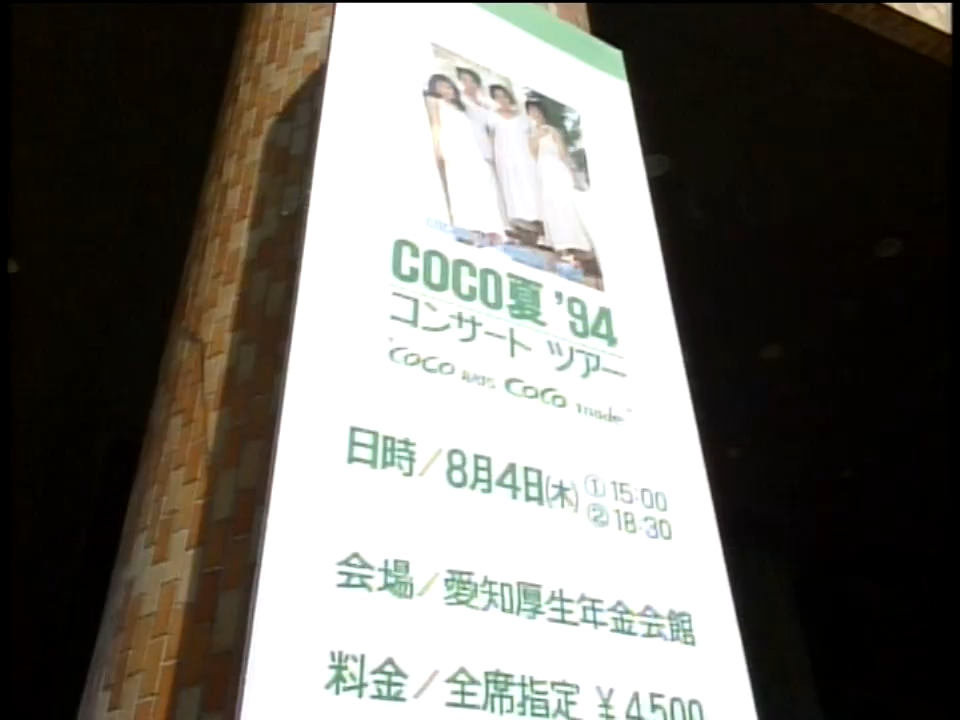 COCO夏 '94
コンサート ツアー
"COCO COCO made"
日時/8月4日(木) ①15:00
②18:30
会場/愛知厚生年金会館
料金/全席指定 ¥4,500